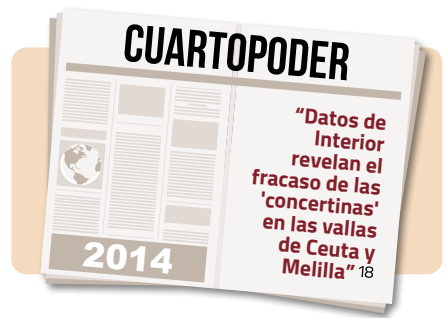 CUARTOPODER
“Datos de
Interior
revelan el
fracaso de las
'concertinas'
en las vallas
de Ceuta y
Melilla” 18
2014